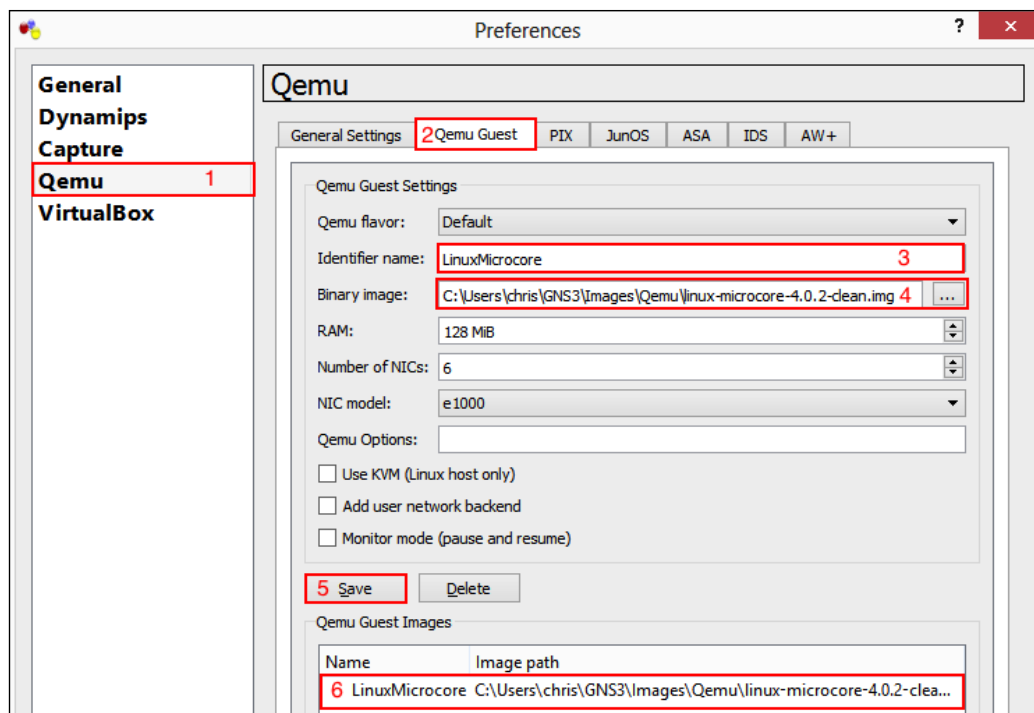 Preferences
?
×
General
Dynamips
Capture
Qemu 1
VirtualBox
Qemu
General Settings 2 Qemu Guest PIX JunOS ASA IDS AW+
Qemu Guest Settings
Qemu flavor: Default
Identifier name: LinuxMicrocore 3
Binary image: C:\Users\chris\GNS3\Images\Qemu\linux-microcore-4.0.2-clean.img 4 ...
RAM: 128 MiB
Number of NICs: 6
NIC model: e1000
Qemu Options:
Use KVM (Linux host only)
Add user network backend
Monitor mode (pause and resume)
5 Save Delete
Qemu Guest Images
Name Image path
6 LinuxMicrocore C:\Users\chris\GNS3\Images\Qemu\linux-microcore-4.0.2-clea...